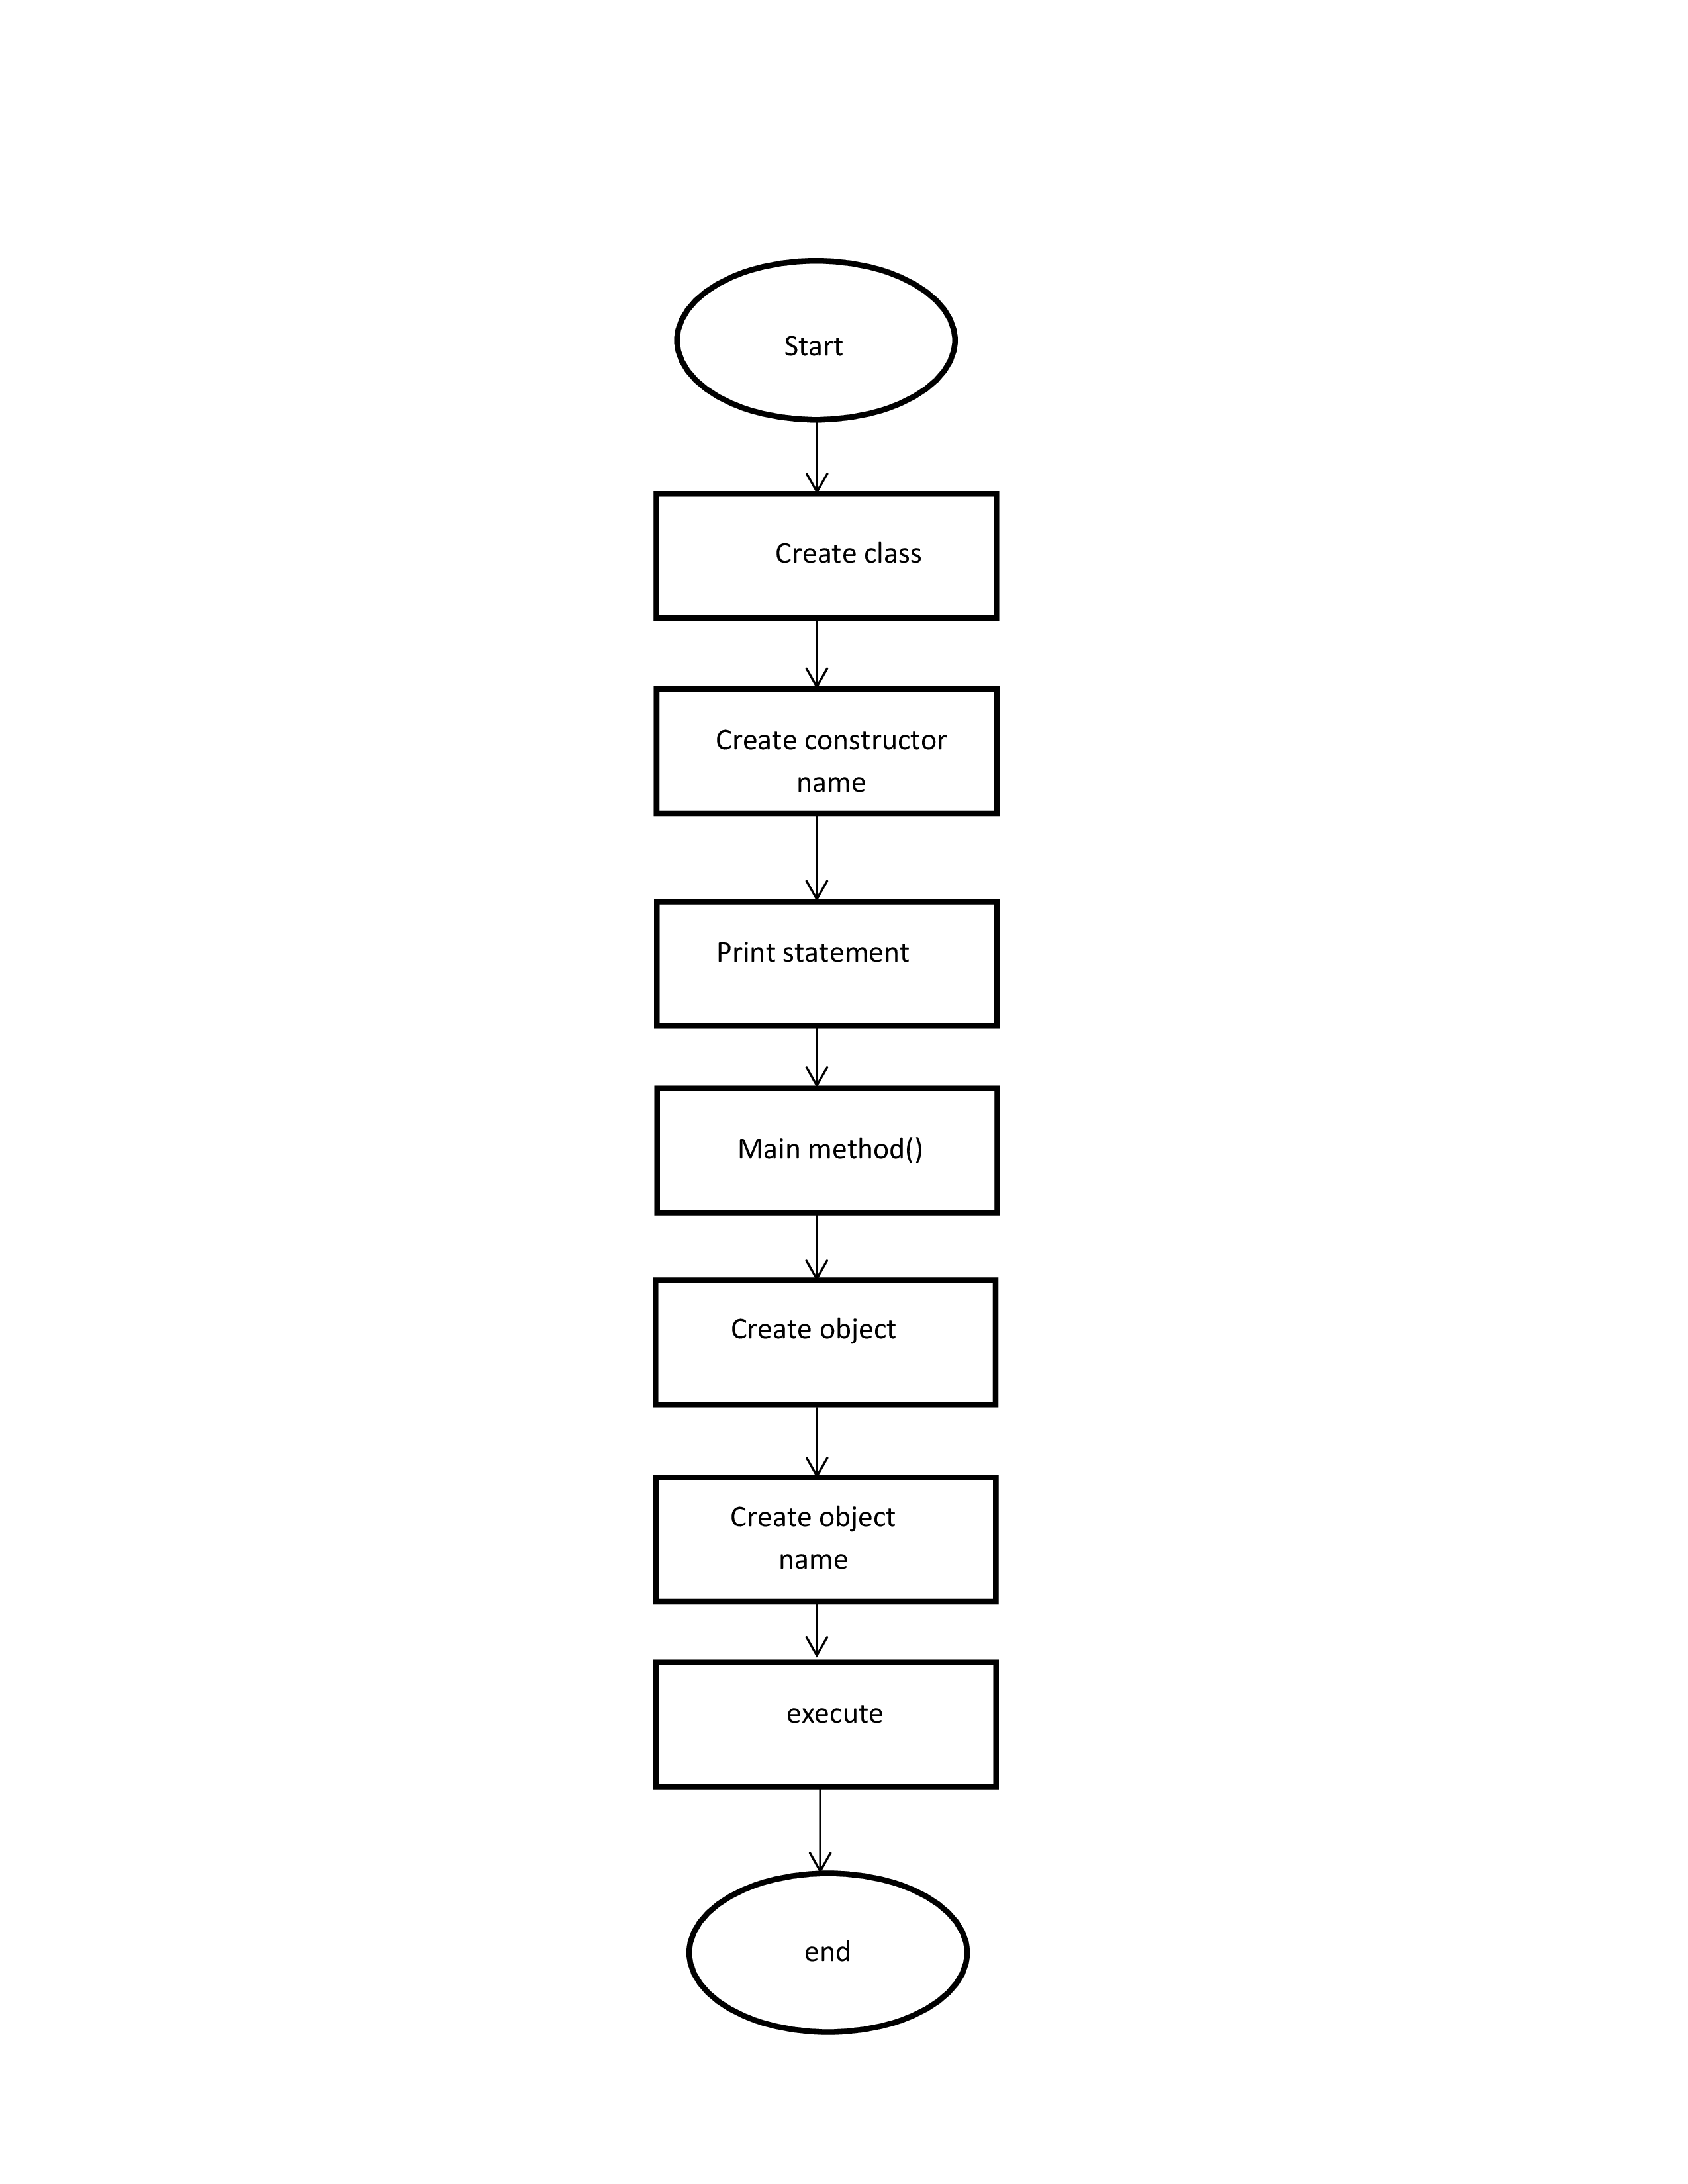 Start
Create class
Create constructor
name
Print statement
Main method()
Create object
Create object
name
execute
end